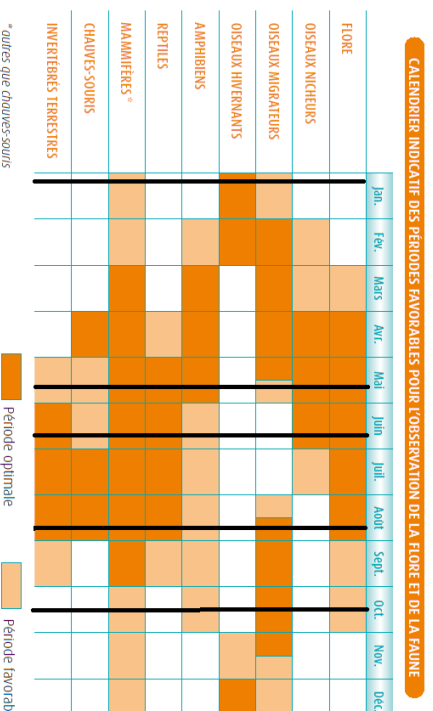 CALENDRIER INDICATIF DES PÉRIODES FAVORABLES POUR L'OBSERVATION DE LA FLORE ET DE LA FAUNE
Jan. Fév. Mars Avr. Mai Juin Juil. Août Sept. Oct. Nov. Déc
FLORE
OISEAUX NICHEURS
OISEAUX MIGRATEURS
OISEAUX HIVERNANTS
AMPHIBIENS
REPTILES
MAMMIFÈRES *
CHAUVES-SOURIS
INVERTÉBRÉS TERRESTRES
* autres que chauves-souris
Période optimale
Période favorab